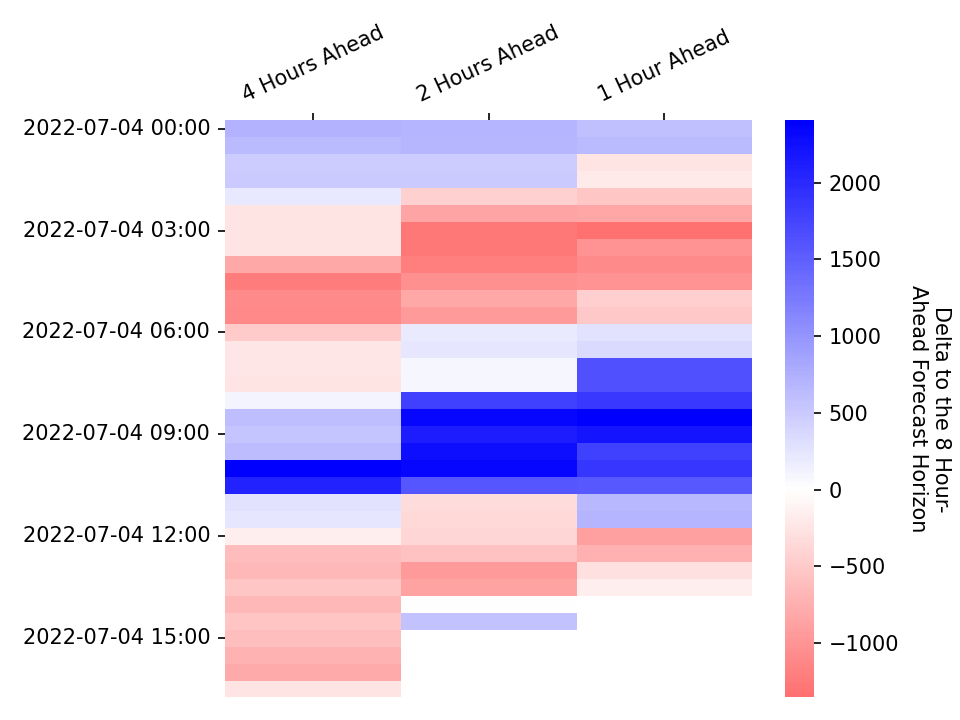 4 Hours Ahead
2 Hours Ahead
1 Hour Ahead
2022-07-04 00:00
2022-07-04 03:00
2022-07-04 06:00
2022-07-04 09:00
2022-07-04 12:00
2022-07-04 15:00
2000
1500
1000
500
0
−500
−1000
Delta to the 8 Hour-
Ahead Forecast Horizon